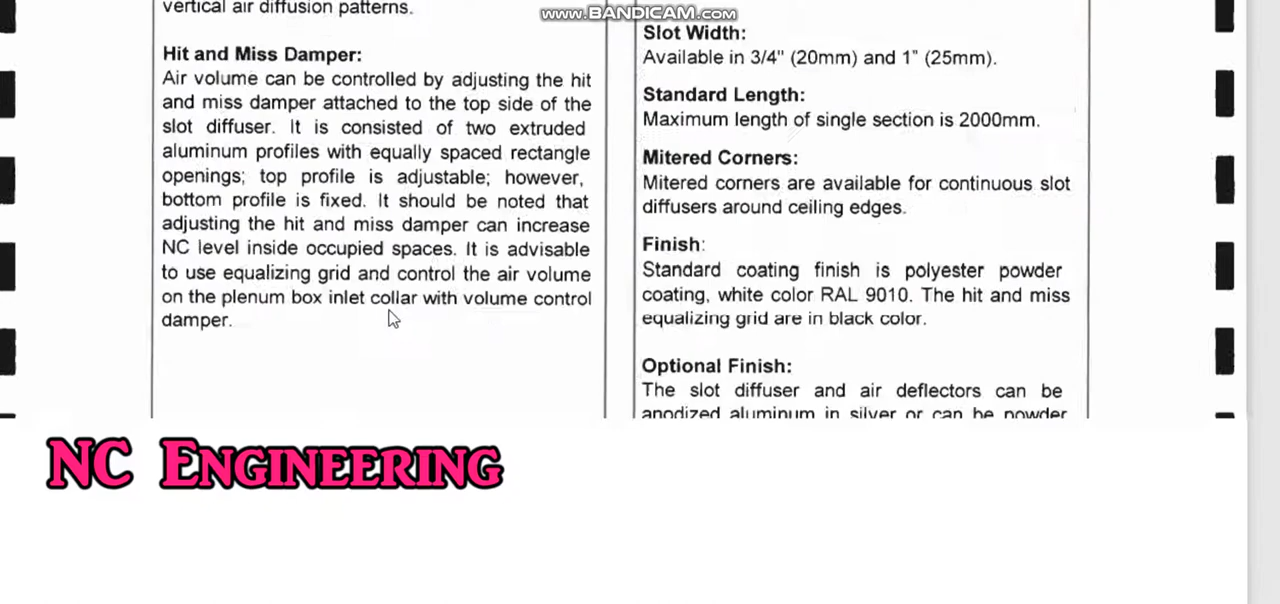 www.BANDICAM.com
vertical air diffusion patterns.
Hit and Miss Damper:
Air volume can be controlled by adjusting the hit
and miss damper attached to the top side of the
slot diffuser. It is consisted of two extruded
aluminum profiles with equally spaced rectangle
openings; top profile is adjustable; however,
bottom profile is fixed. It should be noted that
adjusting the hit and miss damper can increase
NC level inside occupied spaces. It is advisable
to use equalizing grid and control the air volume
on the plenum box inlet collar with volume control
damper.
Slot Width:
Available in 3/4" (20mm) and 1" (25mm).
Standard Length:
Maximum length of single section is 2000mm.
Mitered Corners:
Mitered corners are available for continuous slot
diffusers around ceiling edges.
Finish:
Standard coating finish is polyester powder
coating, white color RAL 9010. The hit and miss
equalizing grid are in black color.
Optional Finish:
The slot diffuser and air deflectors can be
anodized aluminum in silver or can be powder
NC ENGINEERING